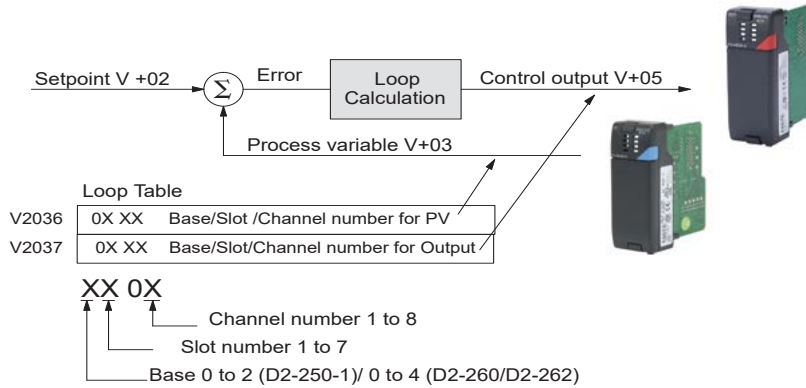 Setpoint V +02
Σ
Error
Loop
Calculation
Control output V+05
Process variable V+03
Loop Table
V2036 0X XX Base/Slot /Channel number for PV
V2037 0X XX Base/Slot/Channel number for Output
XX 0X
Channel number 1 to 8
Slot number 1 to 7
Base 0 to 2 (D2-250-1)/ 0 to 4 (D2-260/D2-262)